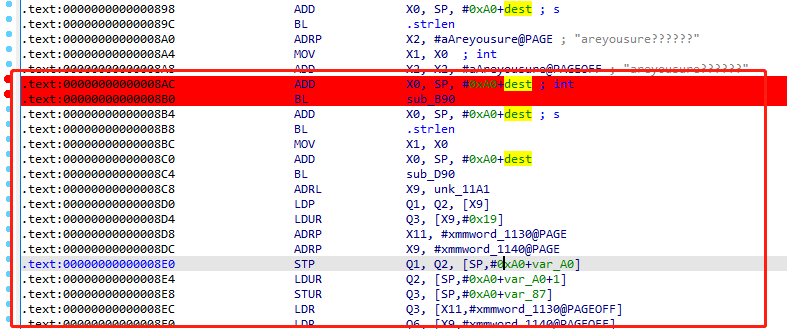 .text:0000000000000898 ADD X0, SP, #0xA0+dest ; s
.text:000000000000089C BL .strlen
.text:00000000000008A0 ADRP X2, #aAreyousure@PAGE ; "areyousure??????"
.text:00000000000008A4 MOV X1, X0 ; int
.text:00000000000008A8 ADD X2, X2, #aAreyousure@PAGEOFF ; "areyousure??????"
.text:00000000000008AC ADD X0, SP, #0xA0+dest ; int
.text:00000000000008B0 BL sub_B90
.text:00000000000008B4 ADD X0, SP, #0xA0+dest ; s
.text:00000000000008B8 BL .strlen
.text:00000000000008BC MOV X1, X0
.text:00000000000008C0 ADD X0, SP, #0xA0+dest
.text:00000000000008C4 BL sub_D90
.text:00000000000008C8 ADRL X9, unk_11A1
.text:00000000000008D0 LDP Q1, Q2, [X9]
.text:00000000000008D4 LDUR Q3, [X9,#0x19]
.text:00000000000008D8 ADRP X11, #xmmword_1130@PAGE
.text:00000000000008DC ADRP X9, #xmmword_1140@PAGE
.text:00000000000008E0 STP Q1, Q2, [SP,#0xA0+var_A0]
.text:00000000000008E4 LDUR Q2, [SP,#0xA0+var_A0+1]
.text:00000000000008E8 STUR Q3, [SP,#0xA0+var_87]
.text:00000000000008EC LDR Q3, [X11,#xmmword_1130@PAGEOFF]
.text:00000000000008F0 LDR Q6, [X9,#xmmword_1140@PAGEOFF]